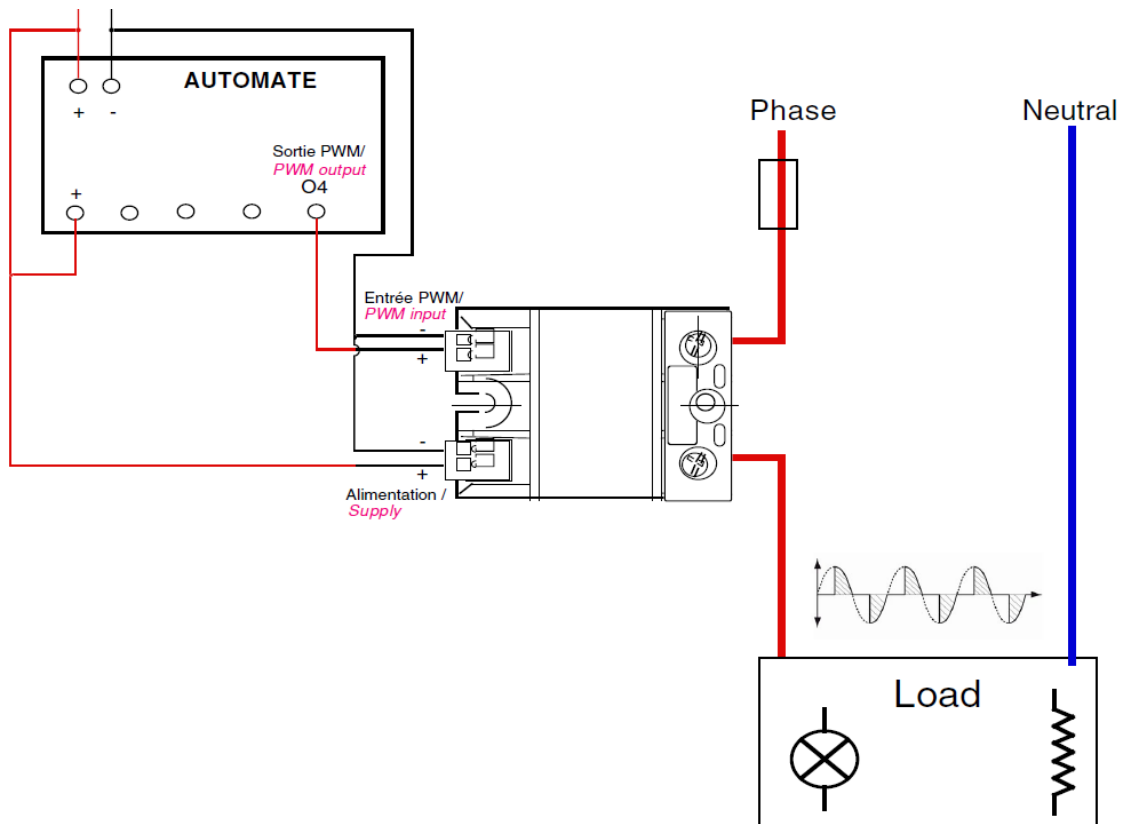 AUTOMATE
+ -
Sortie PWM/
PWM output
+ O4
Phase
Neutral
Entrée PWM/
PWM input
-
+
-
+
Alimentation /
Supply
Load